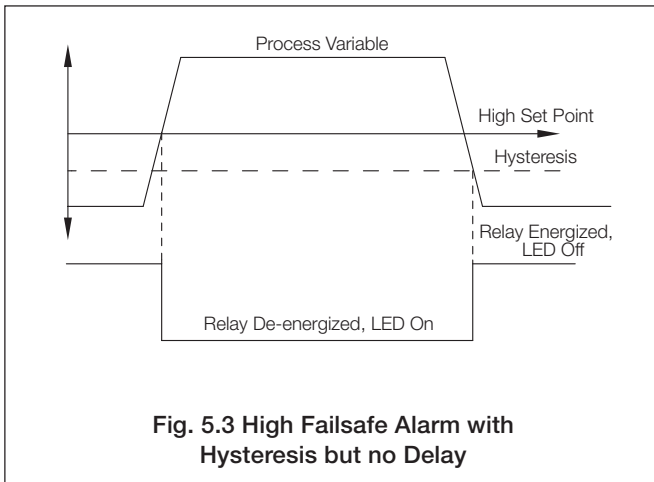 Process Variable
High Set Point
Hysteresis
Relay Energized,
LED Off
Relay De-energized, LED On
Fig. 5.3 High Failsafe Alarm with
Hysteresis but no Delay